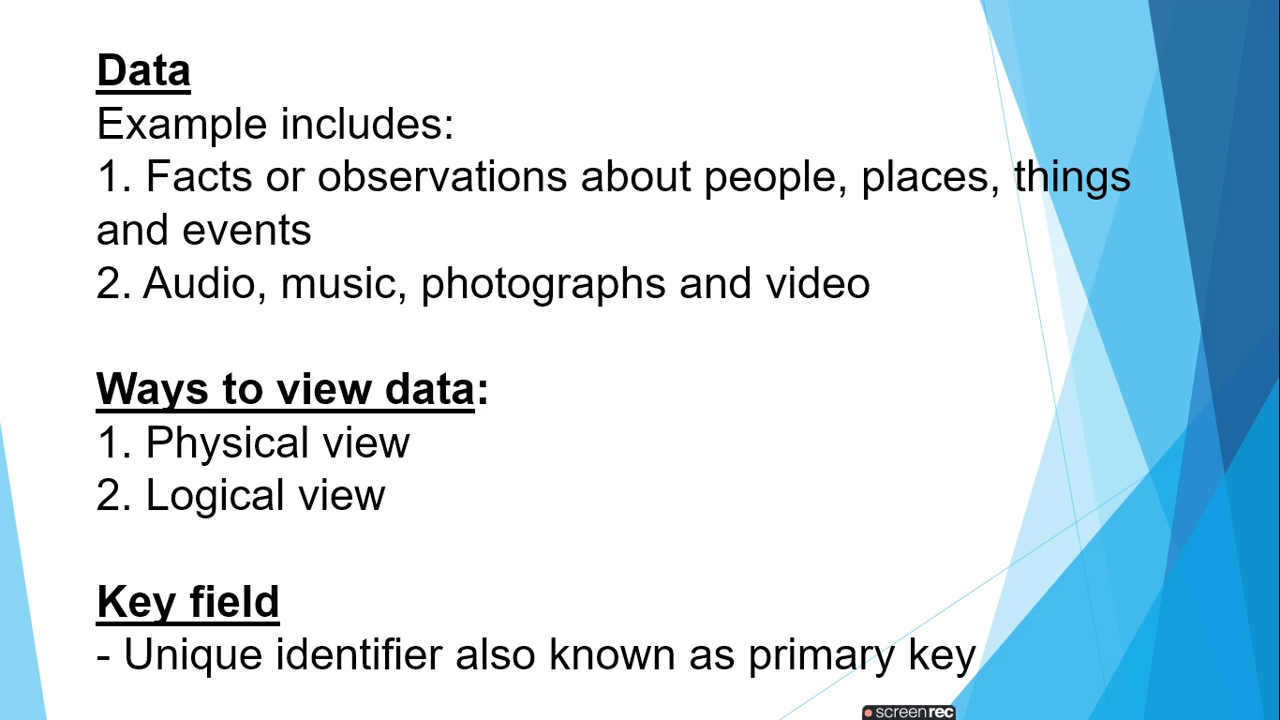 Data
Example includes:
1. Facts or observations about people, places, things
and events
2. Audio, music, photographs and video
Ways to view data:
1. Physical view
2. Logical view
Key field
- Unique identifier also known as primary key
screenrec